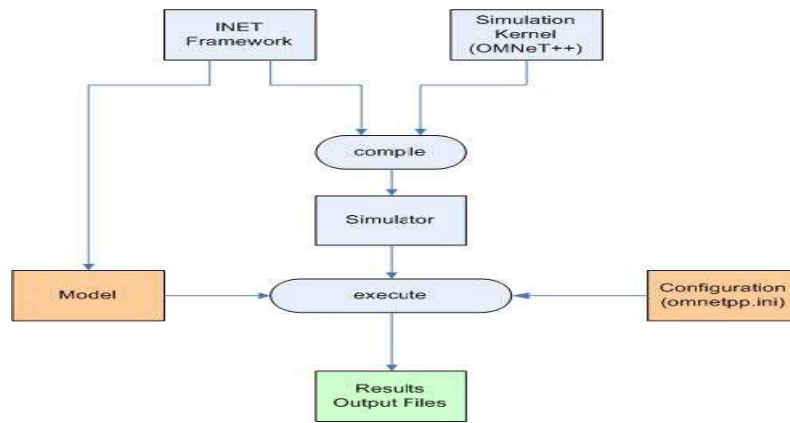 INET
Framework
Simulation
Kernel
(OMNeT++)
compile
Simulator
Model
execute
Configuration
(omnetpp.ini)
Results
Output Files